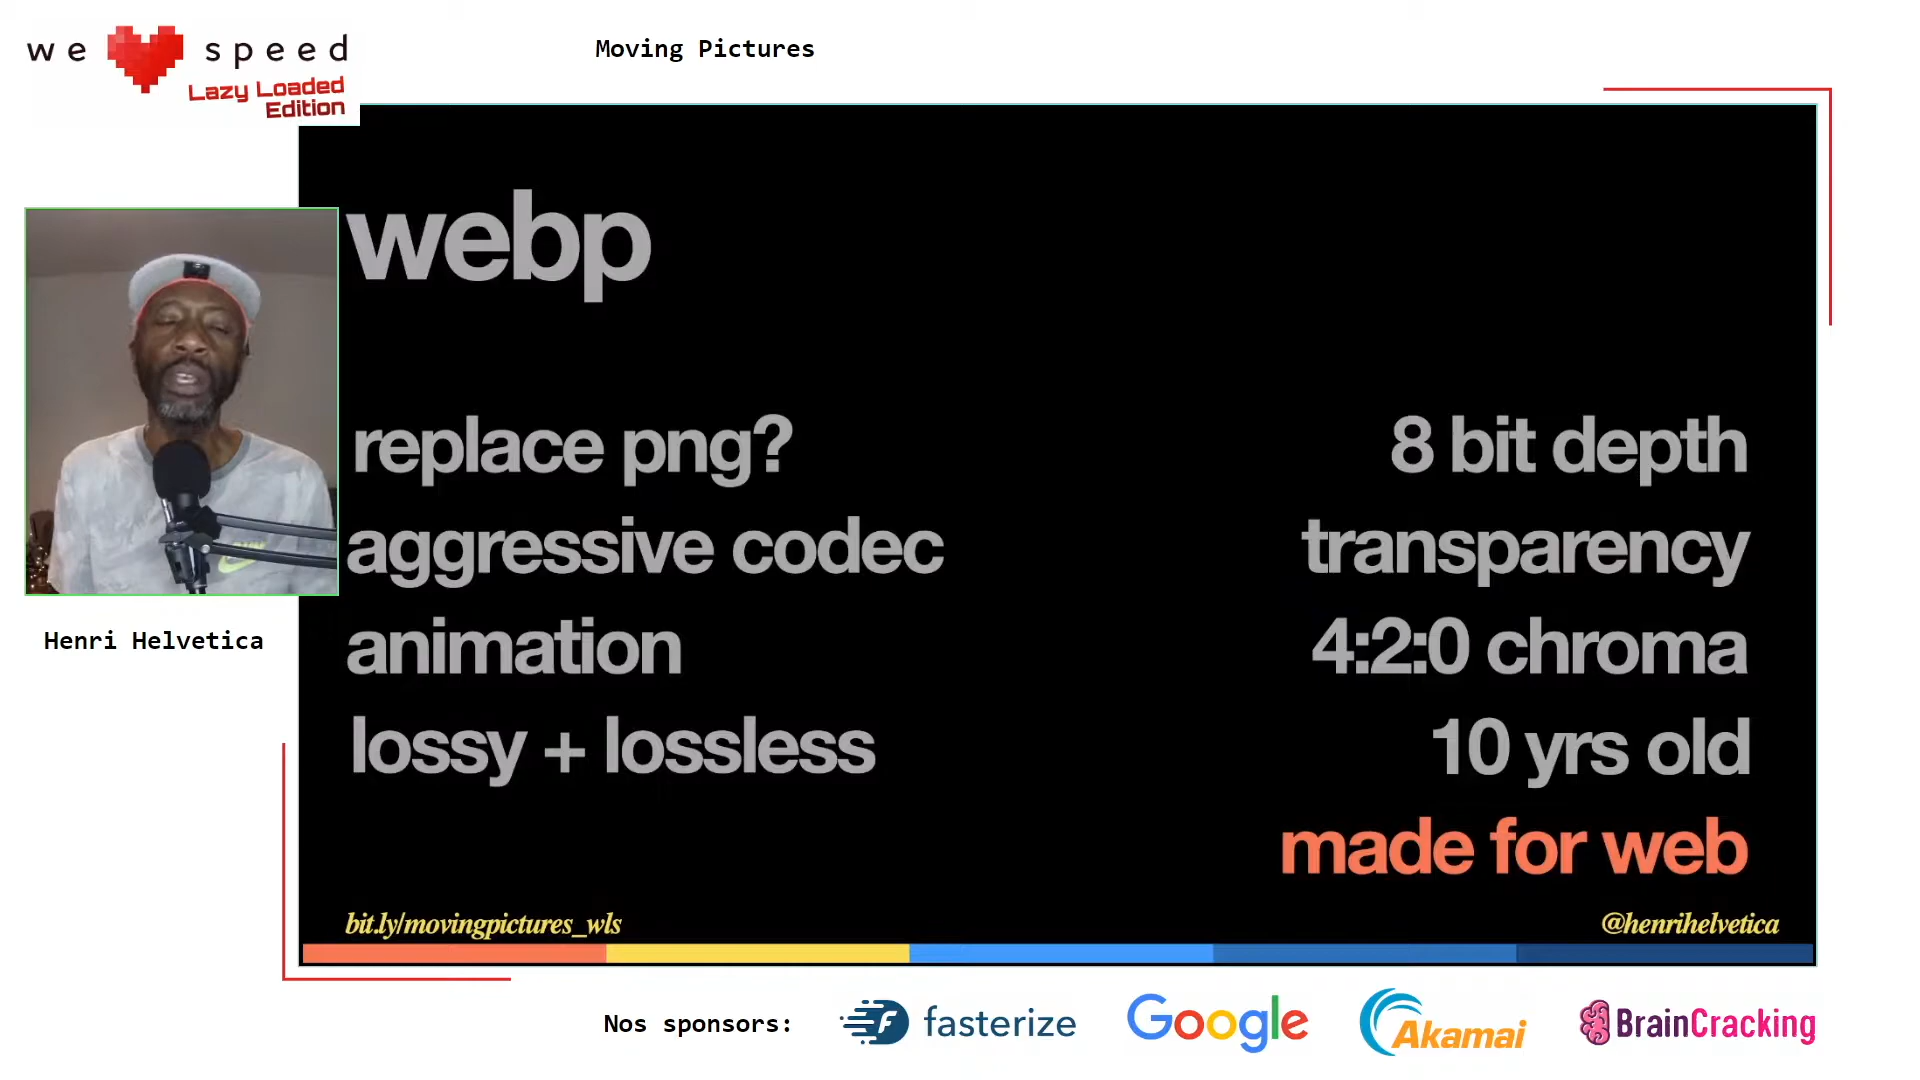 we speed
Lazy Loaded
Edition
Moving Pictures
webp
replace png?
aggressive codec
animation
lossy + lossless
8 bit depth
transparency
4:2:0 chroma
10 yrs old
made for web
bit.ly/movingpictures_wls
@henrihelvetica
Henri Helvetica
Nos sponsors:
fasterize
Google
Akamai
BrainCracking